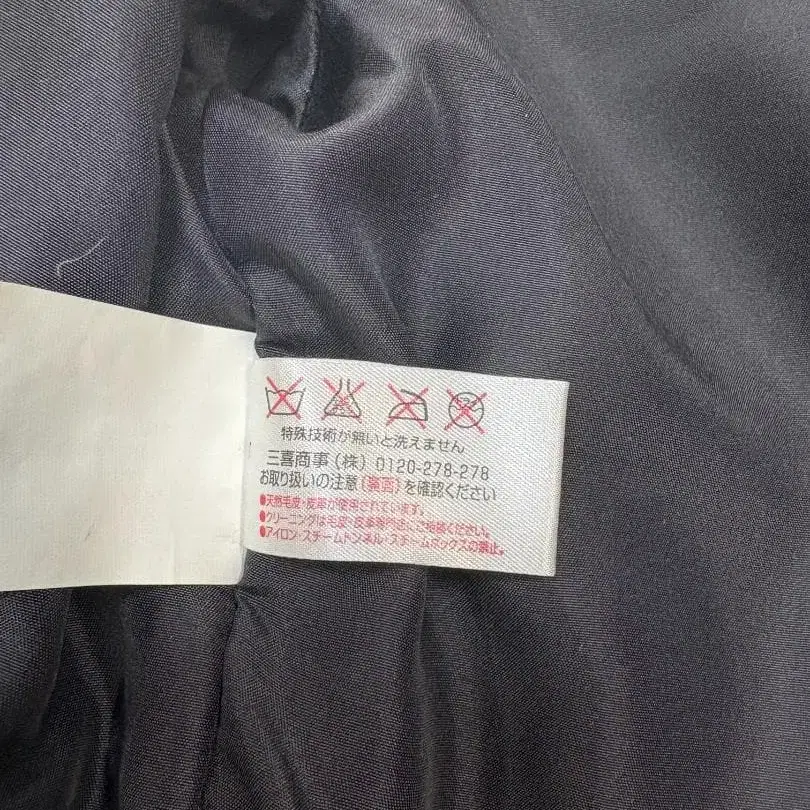 特殊技術が無いと洗えません
三喜商事(株) 0120-278-278
お取り扱いの注意(裏面)を確認ください
●天然毛皮・皮革が使用されています。
●クリーニングは毛皮・皮革専門店にご相談ください。
●アイロン・スチームトンネル・スチームボックスの禁止。